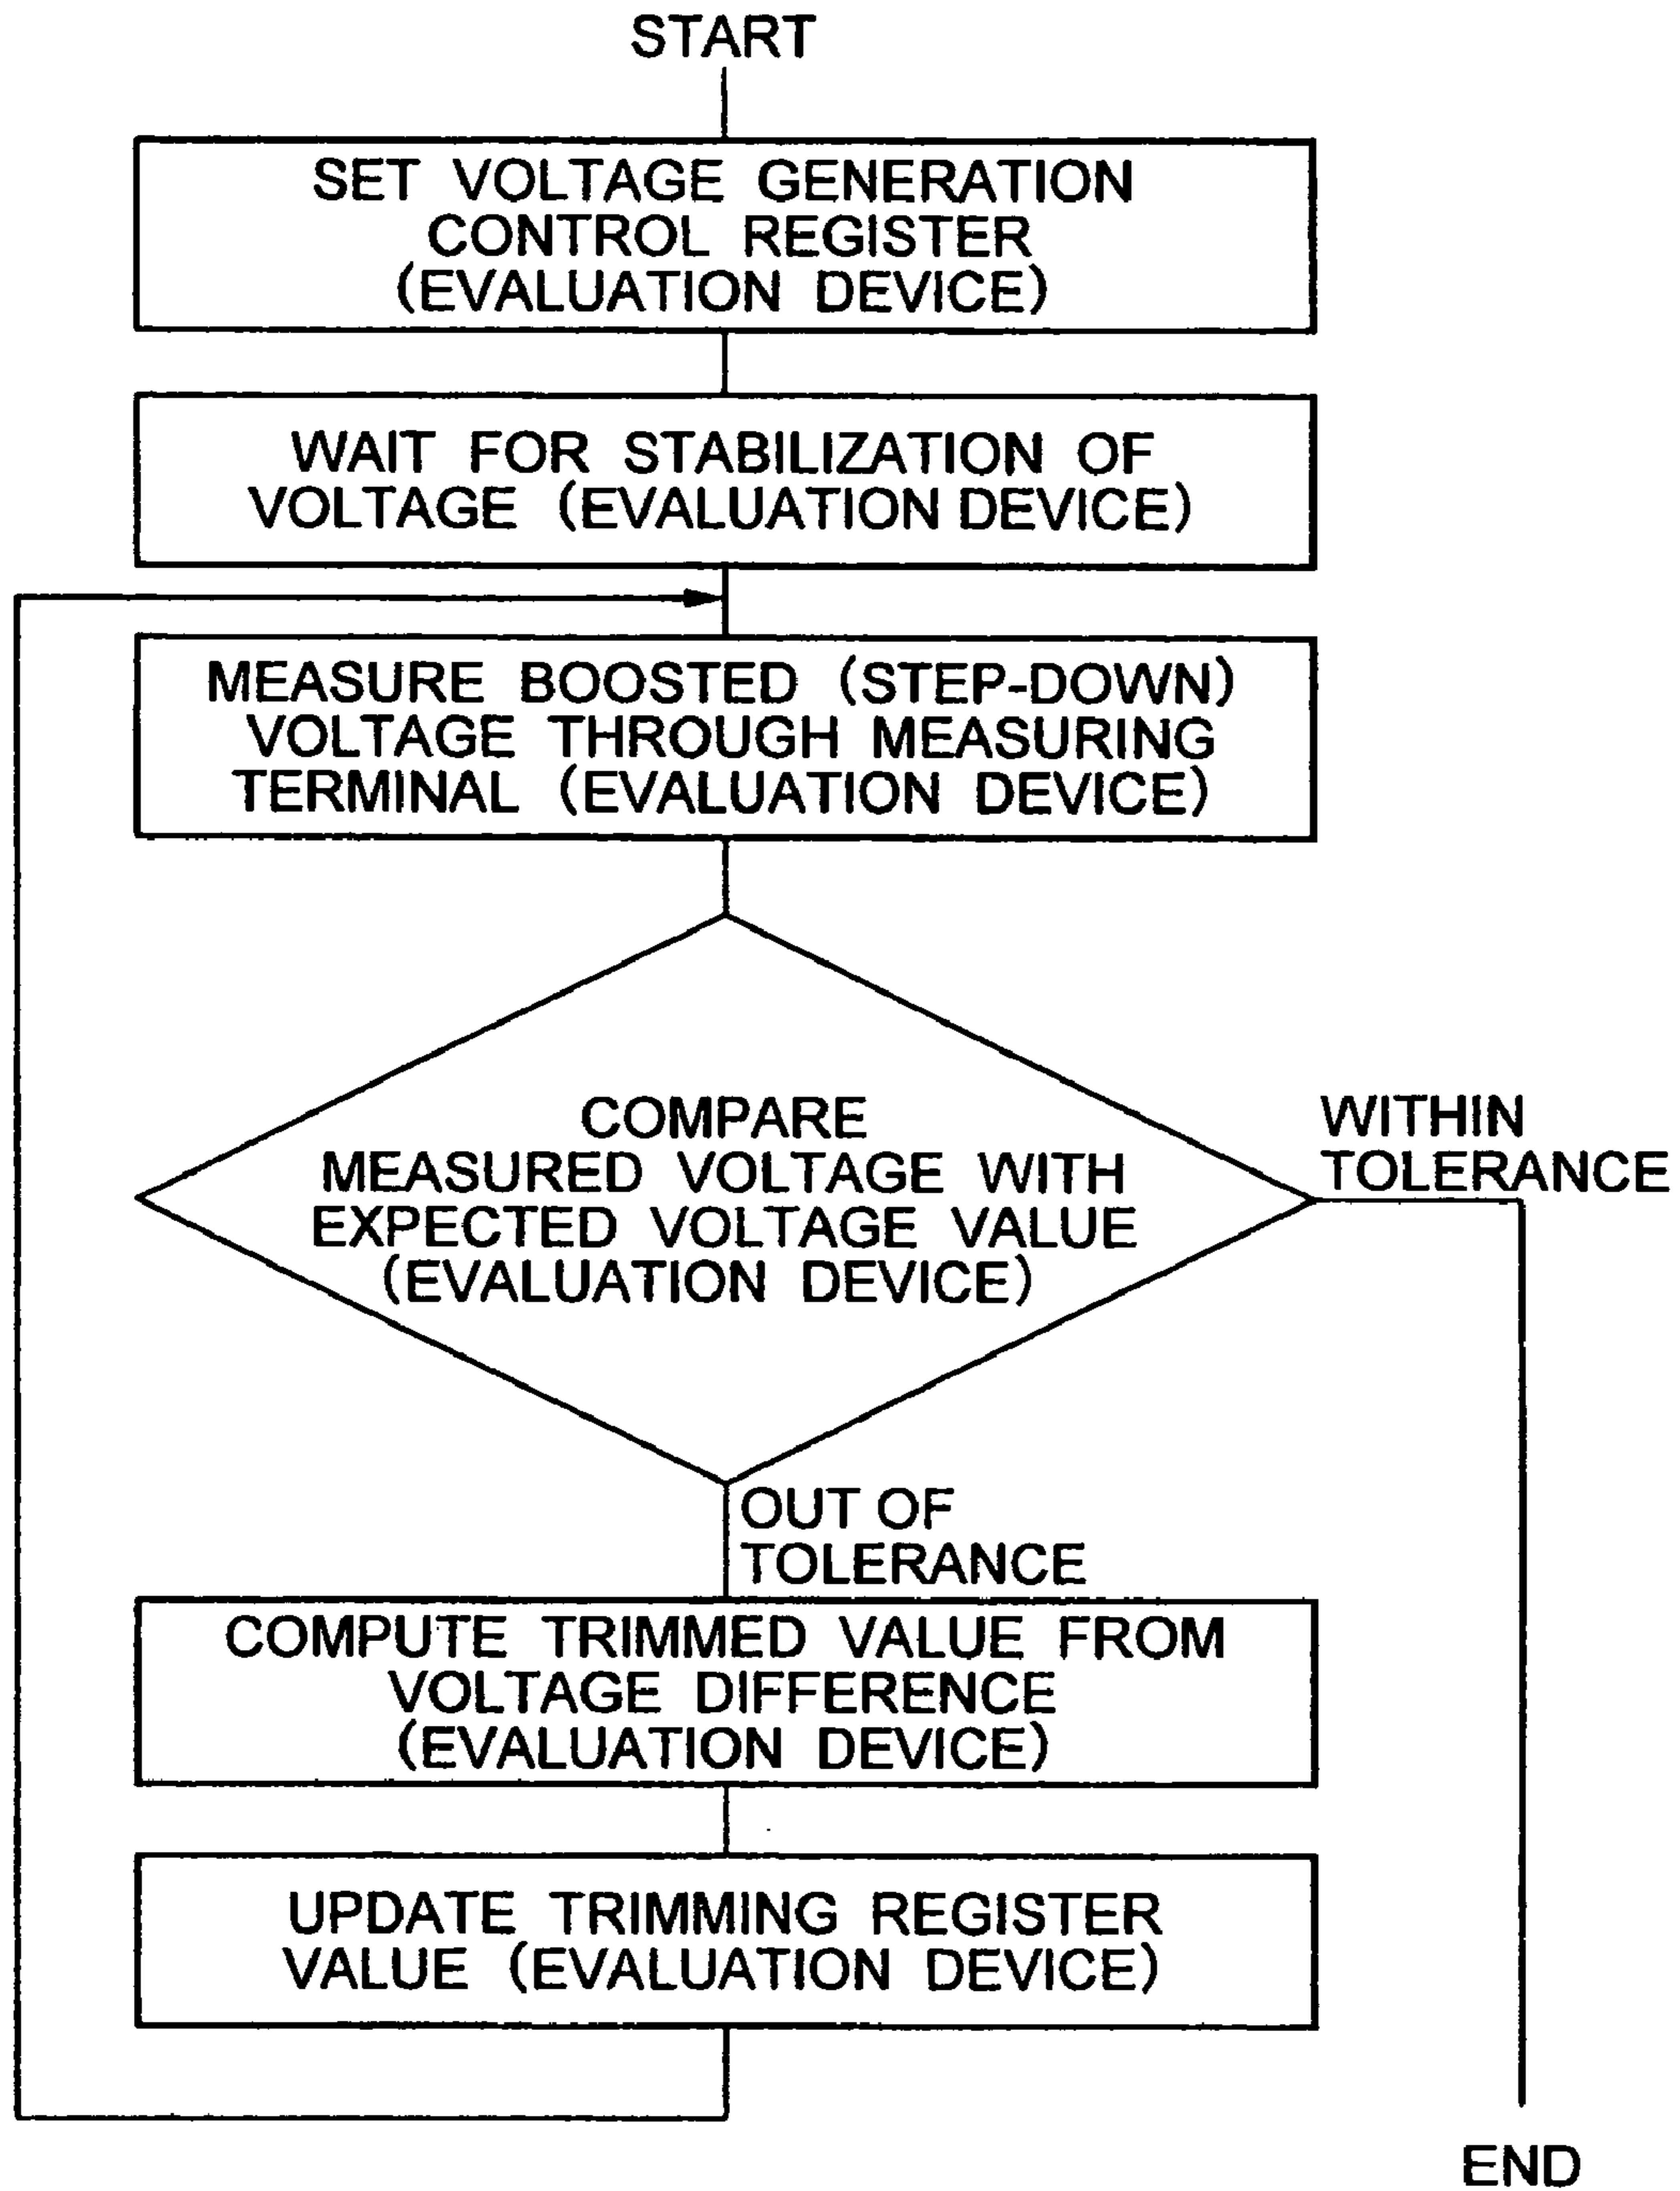 START
SET VOLTAGE GENERATION
CONTROL REGISTER
(EVALUATION DEVICE)
WAIT FOR STABILIZATION OF
VOLTAGE (EVALUATION DEVICE)
MEASURE BOOSTED (STEP-DOWN)
VOLTAGE THROUGH MEASURING
TERMINAL (EVALUATION DEVICE)
COMPARE
MEASURED VOLTAGE WITH
EXPECTED VOLTAGE VALUE
(EVALUATION DEVICE)
WITHIN
TOLERANCE
OUT OF
TOLERANCE
COMPUTE TRIMMED VALUE FROM
VOLTAGE DIFFERENCE
(EVALUATION DEVICE)
UPDATE TRIMMING REGISTER
VALUE (EVALUATION DEVICE)
END